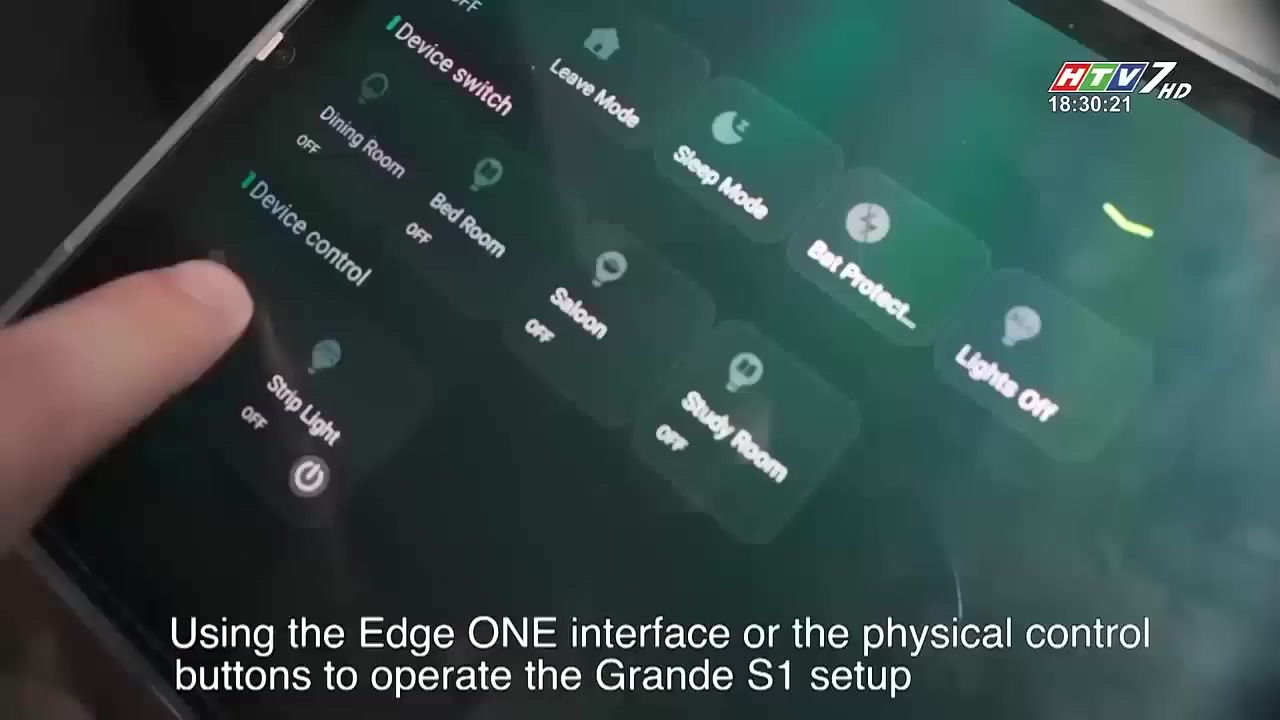 HTV7 HD
18:30:21
FF
Device switch
Leave Mode
Sleep Mode
Bat Protect...
Lights Off
Dining Room
OFF
Bed Room
OFF
Saloon
OFF
Study Room
OFF
Device control
Strip Light
OFF
Using the Edge ONE interface or the physical control
buttons to operate the Grande S1 setup